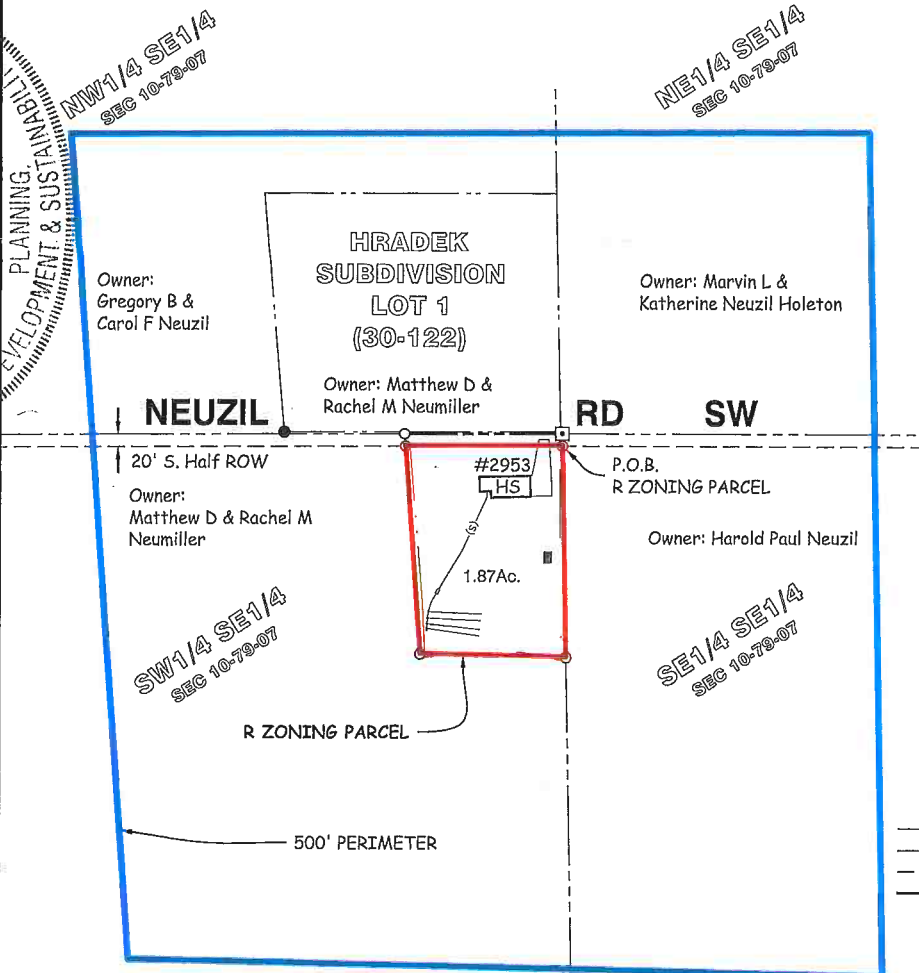 NW1/4 SE1/4
SEC 10-79-07
NE1/4 SE1/4
SEC 10-79-07
PLANNING,
EVELOPMENT & SUSTAINABILI
HRADEK
SUBDIVISION
LOT 1
(30-122)
Owner:
Gregory B &
Carol F Neuzil
Owner: Marvin L &
Katherine Neuzil Holeton
Owner: Matthew D &
Rachel M Neumiller
NEUZIL RD SW
20' S. Half ROW
#2953
HS
P.O.B.
R ZONING PARCEL
Owner:
Matthew D & Rachel M
Neumiller
Owner: Harold Paul Neuzil
(S)
1.87Ac.
SW1/4 SE1/4
SEC 10-79-07
SE1/4 SE1/4
SEC 10-79-07
R ZONING PARCEL
500' PERIMETER